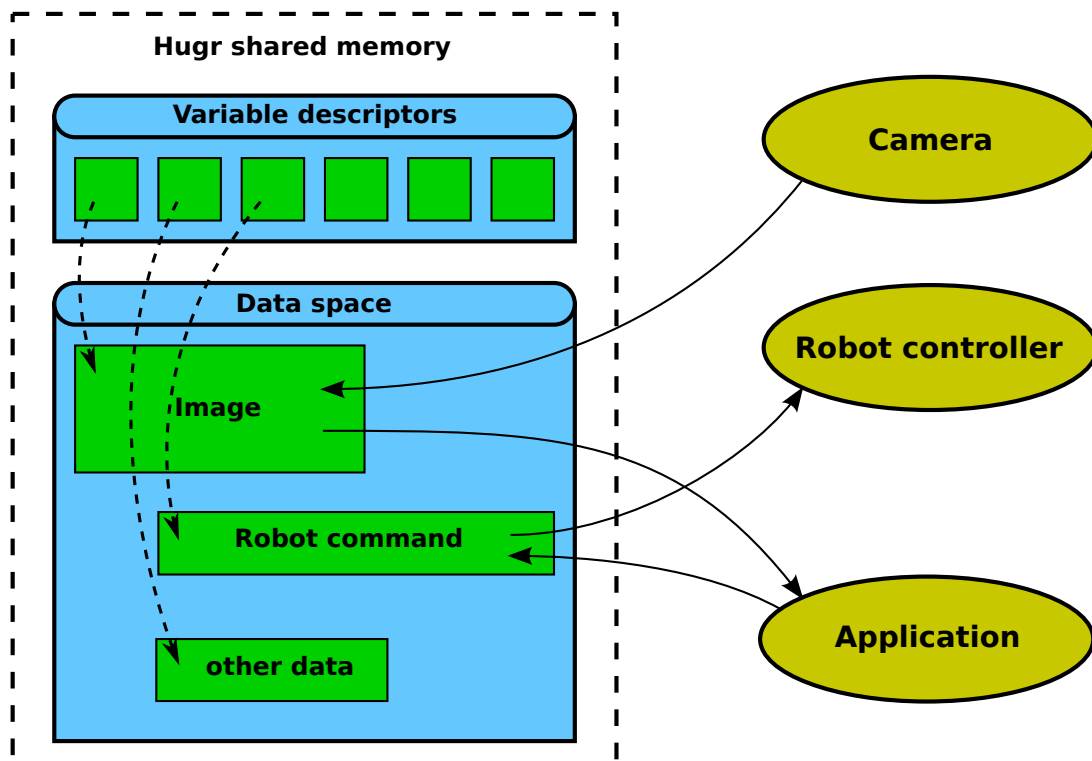 Hugr shared memory
Variable descriptors
Data space
Image
Robot command
other data
Camera
Robot controller
Application